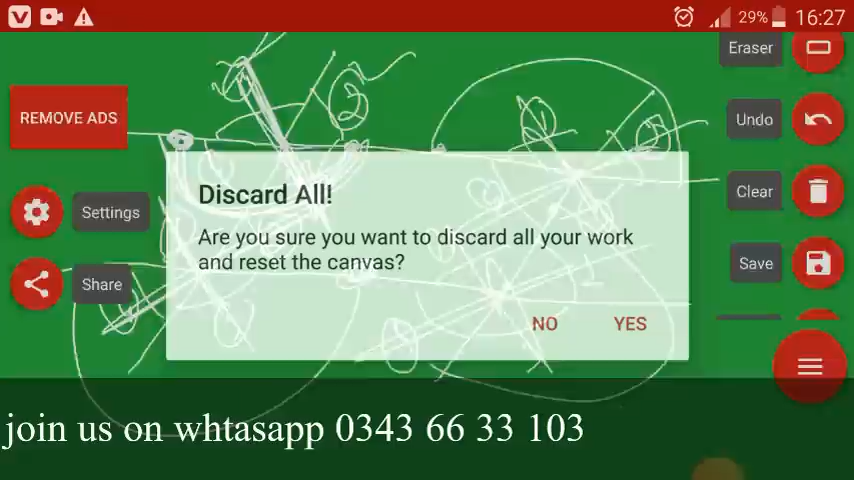 29% 16:27
Eraser
REMOVE ADS
Undo
Discard All!
Clear
Settings
Are you sure you want to discard all your work
and reset the canvas?
Save
Share
NO YES
join us on whtasapp 0343 66 33 103